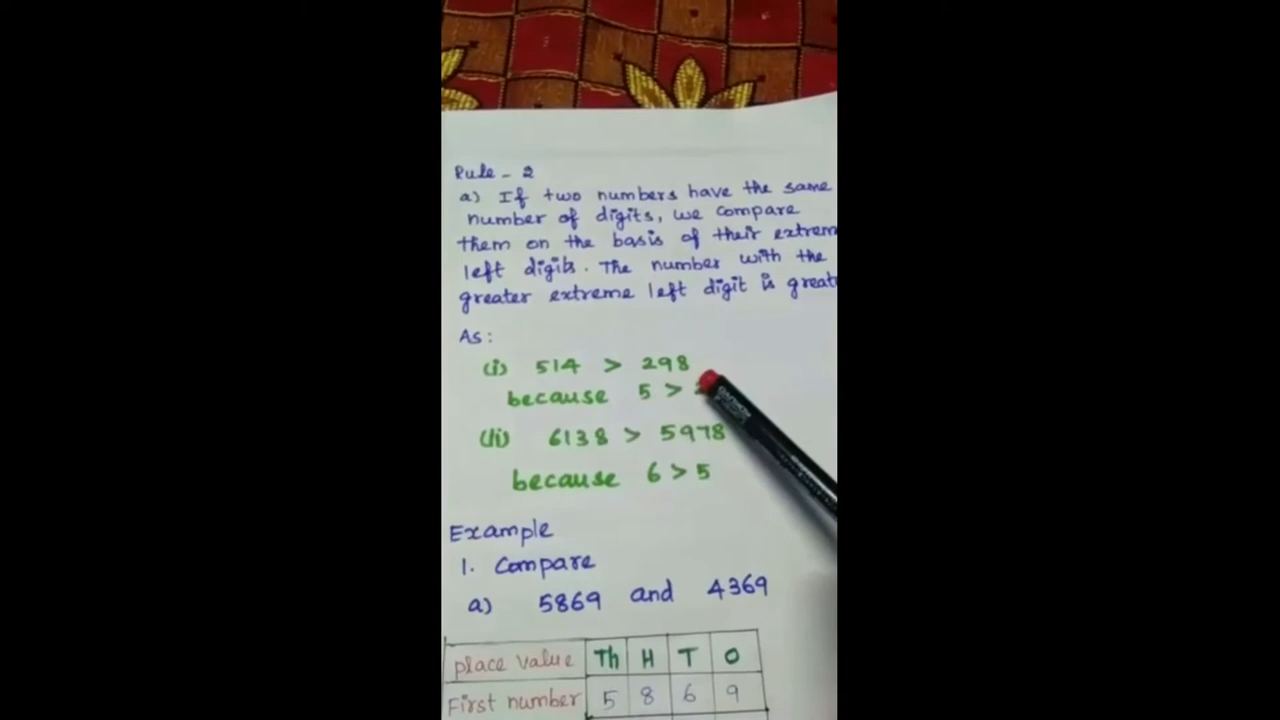 Rule - 2
a) If two numbers have the same
number of digits, we compare
them on the basis of their extrem
left digits. The number with the
greater extreme left digit is great
As:
(i) 514 > 298
because 5 >
(ii) 6138 > 5978
because 6 > 5
Example
1. Compare
a) 5869 and 4369
place value Th H T O
First number 5 8 6 9